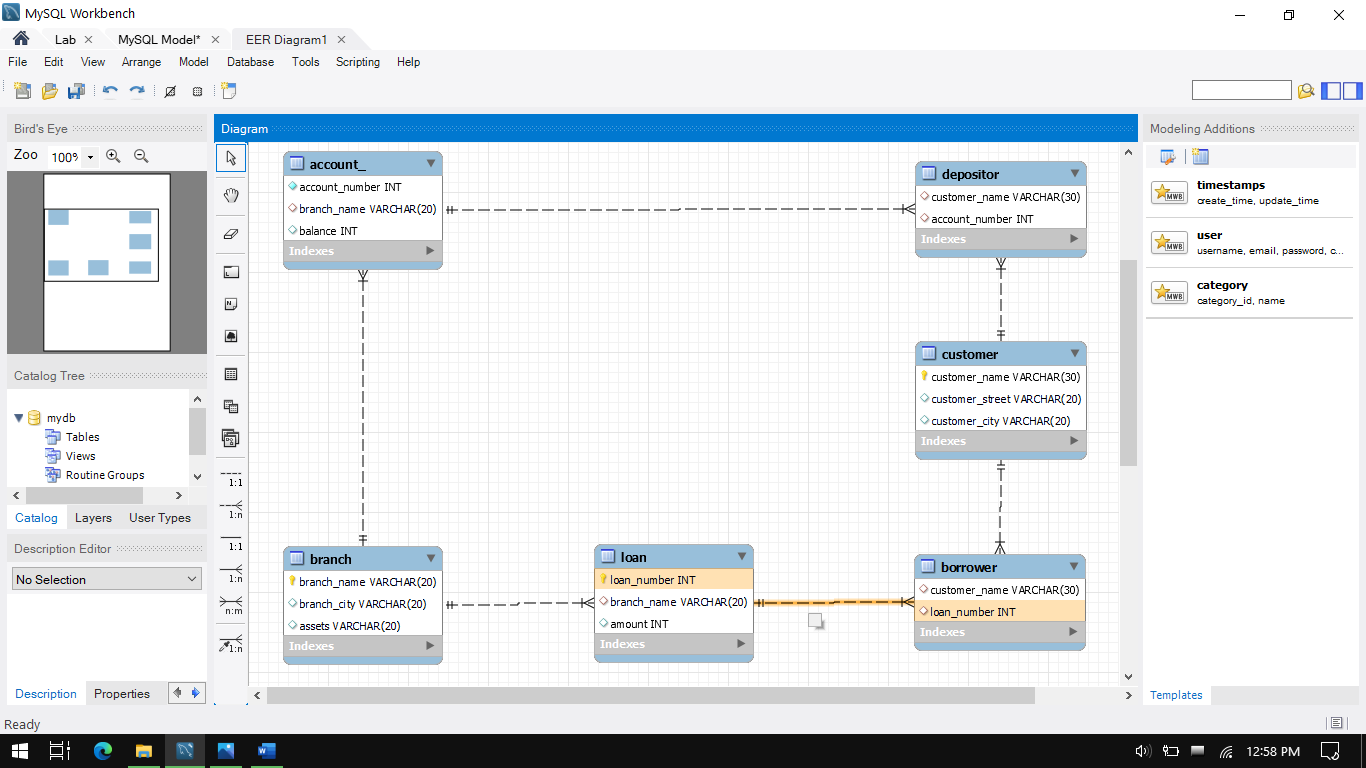 MySQL Workbench
Lab
MySQL Model*
EER Diagram1
File Edit View Arrange Model Database Tools Scripting Help
Bird's Eye
Zoo 100%
Diagram
Modeling Additions
account_
account_number INT
branch_name VARCHAR(20)
balance INT
Indexes
depositor
customer_name VARCHAR(30)
account_number INT
Indexes
timestamps
create_time, update_time
user
username, email, password, c...
category
category_id, name
customer
customer_name VARCHAR(30)
customer_street VARCHAR(20)
customer_city VARCHAR(20)
Indexes
Catalog Tree
mydb
Tables
Views
Routine Groups
Catalog Layers User Types
1:1
1:n
1:1
1:n
n:m
1:n
Description Editor
No Selection
branch
branch_name VARCHAR(20)
branch_city VARCHAR(20)
assets VARCHAR(20)
Indexes
loan
loan_number INT
branch_name VARCHAR(20)
amount INT
Indexes
borrower
customer_name VARCHAR(30)
loan_number INT
Indexes
Description Properties
Templates
Ready
12:58 PM